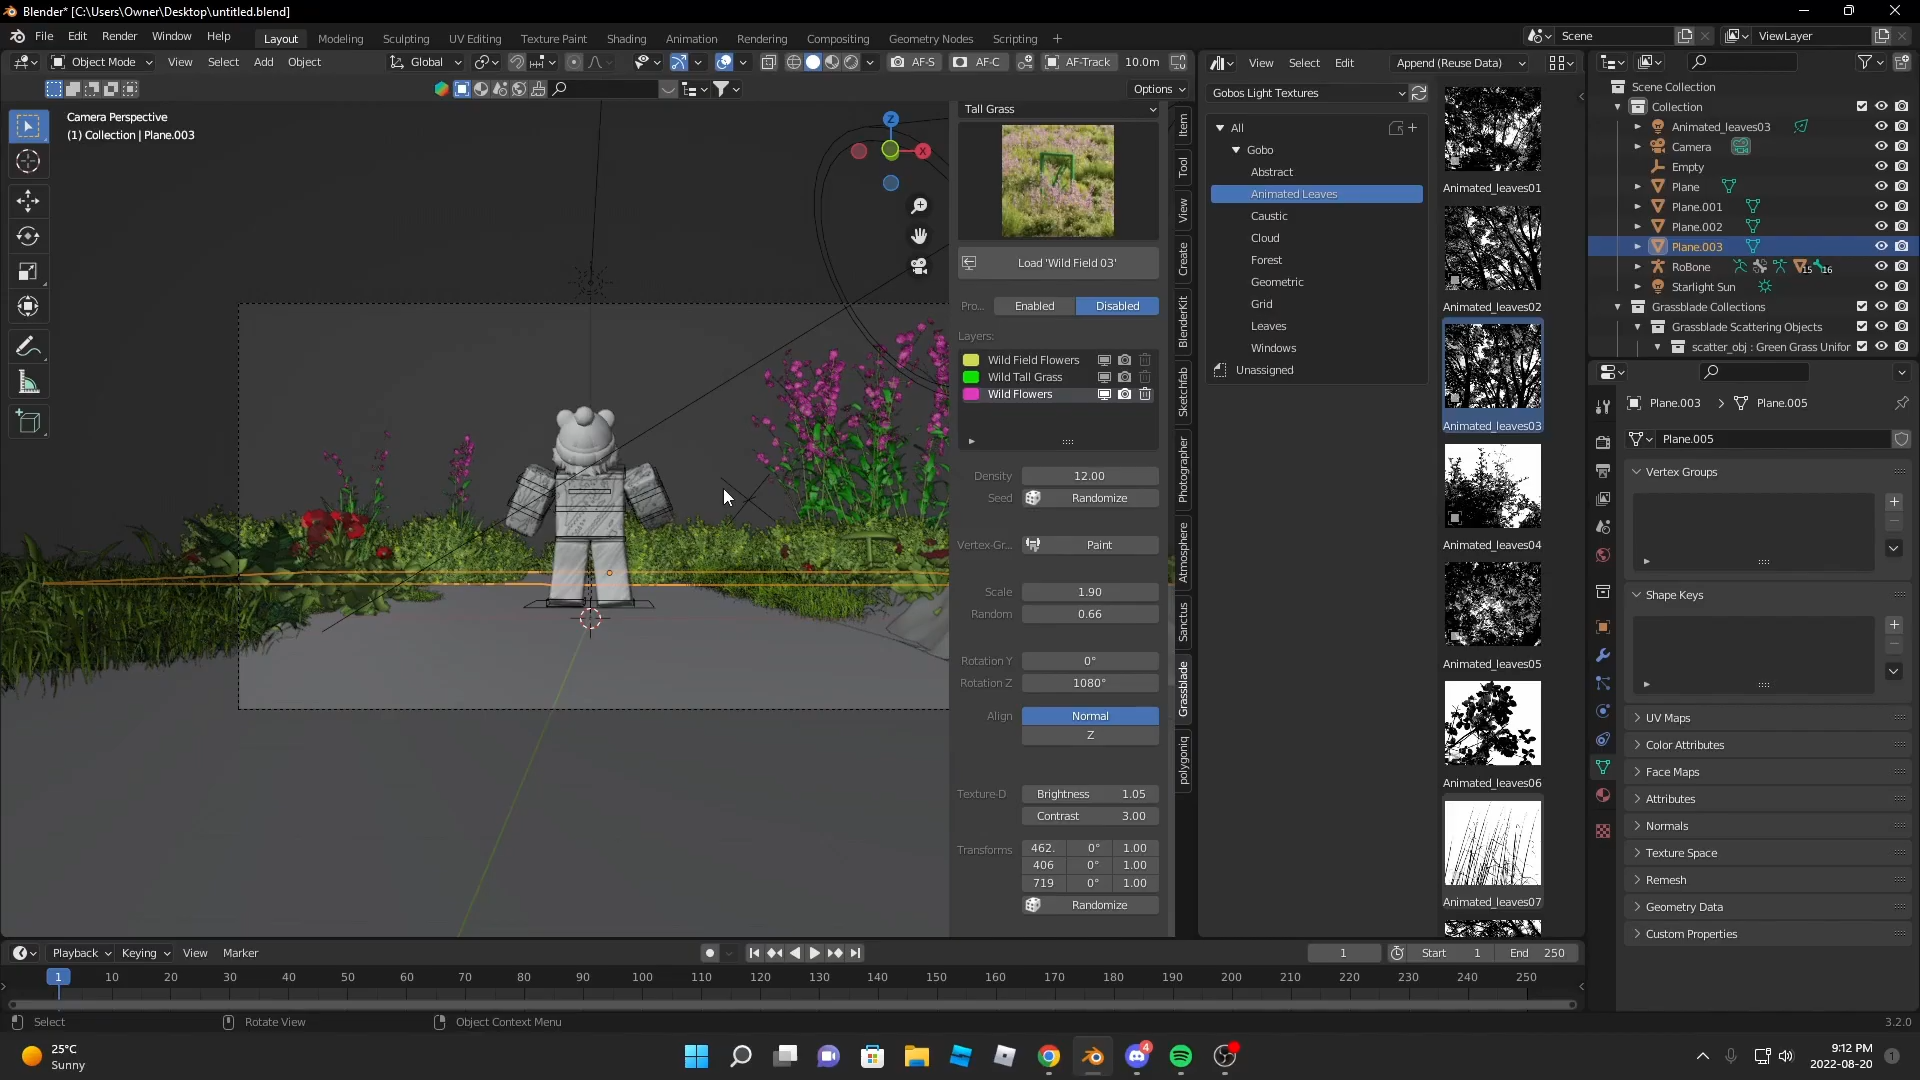 Blender* [C:\Users\Owner\Desktop\untitled.blend]
File Edit Render Window Help Layout Modeling Sculpting UV Editing Texture Paint Shading Animation Rendering Compositing Geometry Nodes Scripting + Scene ViewLayer
Object Mode View Select Add Object Global AF-S AF-C AF-Track 10.0m View Select Edit Append (Reuse Data)
Options
Camera Perspective
(1) Collection | Plane.003
Z
X
Tall Grass
Load 'Wild Field 03'
Pro... Enabled Disabled
Layers:
Wild Field Flowers
Wild Tall Grass
Wild Flowers
Density 12.00
Seed Randomize
Vertex-Gr... Paint
Scale 1.90
Random 0.66
Rotation Y 0°
Rotation Z 1080°
Align Normal
Z
Texture-D Brightness 1.05
Contrast 3.00
Transforms 462. 0° 1.00
406 0° 1.00
719 0° 1.00
Randomize
Item
Tool
View
Create
BlenderKit
Sketchfab
Photographer
Atmosphere
Sanctus
Grassblade
polygoniq
Gobos Light Textures
All
Gobo
Abstract
Animated Leaves
Caustic
Cloud
Forest
Geometric
Grid
Leaves
Windows
Unassigned
Animated_leaves01
Animated_leaves02
Animated_leaves03
Animated_leaves04
Animated_leaves05
Animated_leaves06
Animated_leaves07
Scene Collection
Collection
Animated_leaves03
Camera
Empty
Plane
Plane.001
Plane.002
Plane.003
RoBone 15 16
Starlight Sun
Grassblade Collections
Grassblade Scattering Objects
scatter_obj : Green Grass Unifor
Plane.003 > Plane.005
Plane.005
Vertex Groups
Shape Keys
UV Maps
Color Attributes
Face Maps
Attributes
Normals
Texture Space
Remesh
Geometry Data
Custom Properties
Playback Keying View Marker 1 Start 1 End 250
1 10 20 30 40 50 60 70 80 90 100 110 120 130 140 150 160 170 180 190 200 210 220 230 240 250
Select Rotate View Object Context Menu 3.2.0
25°C
Sunny
4
9:12 PM
2022-08-20
1